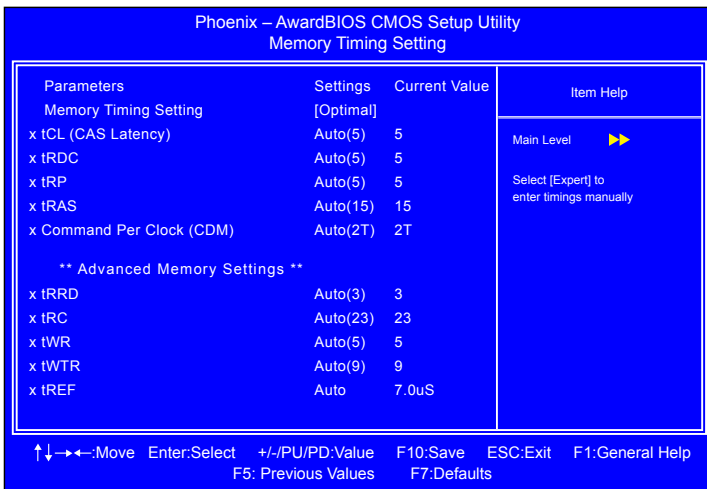 Phoenix – AwardBIOS CMOS Setup Utility
Memory Timing Setting
Parameters Settings Current Value
Memory Timing Setting [Optimal]
x tCL (CAS Latency) Auto(5) 5
x tRDC Auto(5) 5
x tRP Auto(5) 5
x tRAS Auto(15) 15
x Command Per Clock (CDM) Auto(2T) 2T
** Advanced Memory Settings **
x tRRD Auto(3) 3
x tRC Auto(23) 23
x tWR Auto(5) 5
x tWTR Auto(9) 9
x tREF Auto 7.0uS
Item Help
Main Level ▶▶
Select [Expert] to
enter timings manually
↑↓→←:Move Enter:Select +/-/PU/PD:Value F10:Save ESC:Exit F1:General Help
F5: Previous Values F7:Defaults